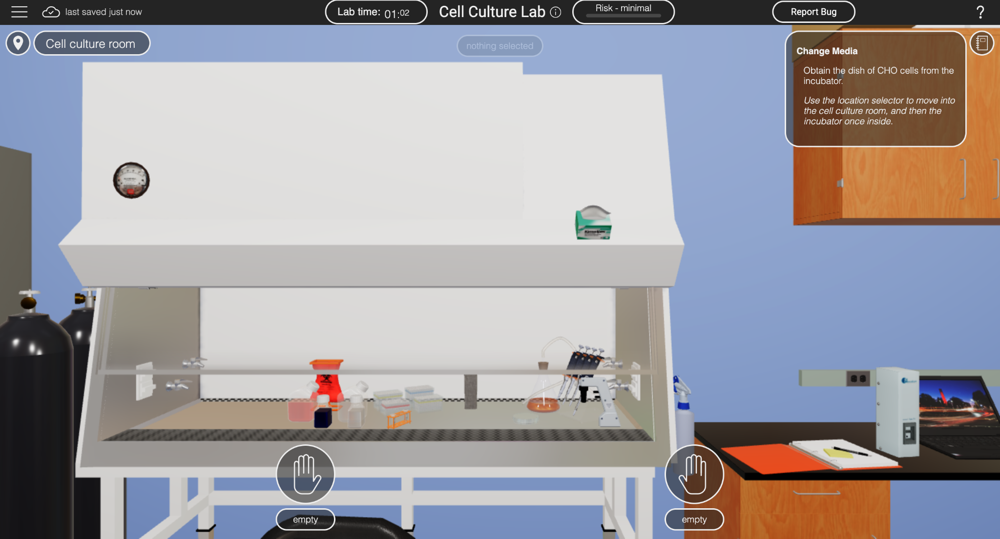 last saved just now
Lab time: 01:02
Cell Culture Lab
Risk - minimal
Report Bug
?
Cell culture room
nothing selected
Change Media
Obtain the dish of CHO cells from the
incubator.
Use the location selector to move into
the cell culture room, and then the
incubator once inside.
empty
empty